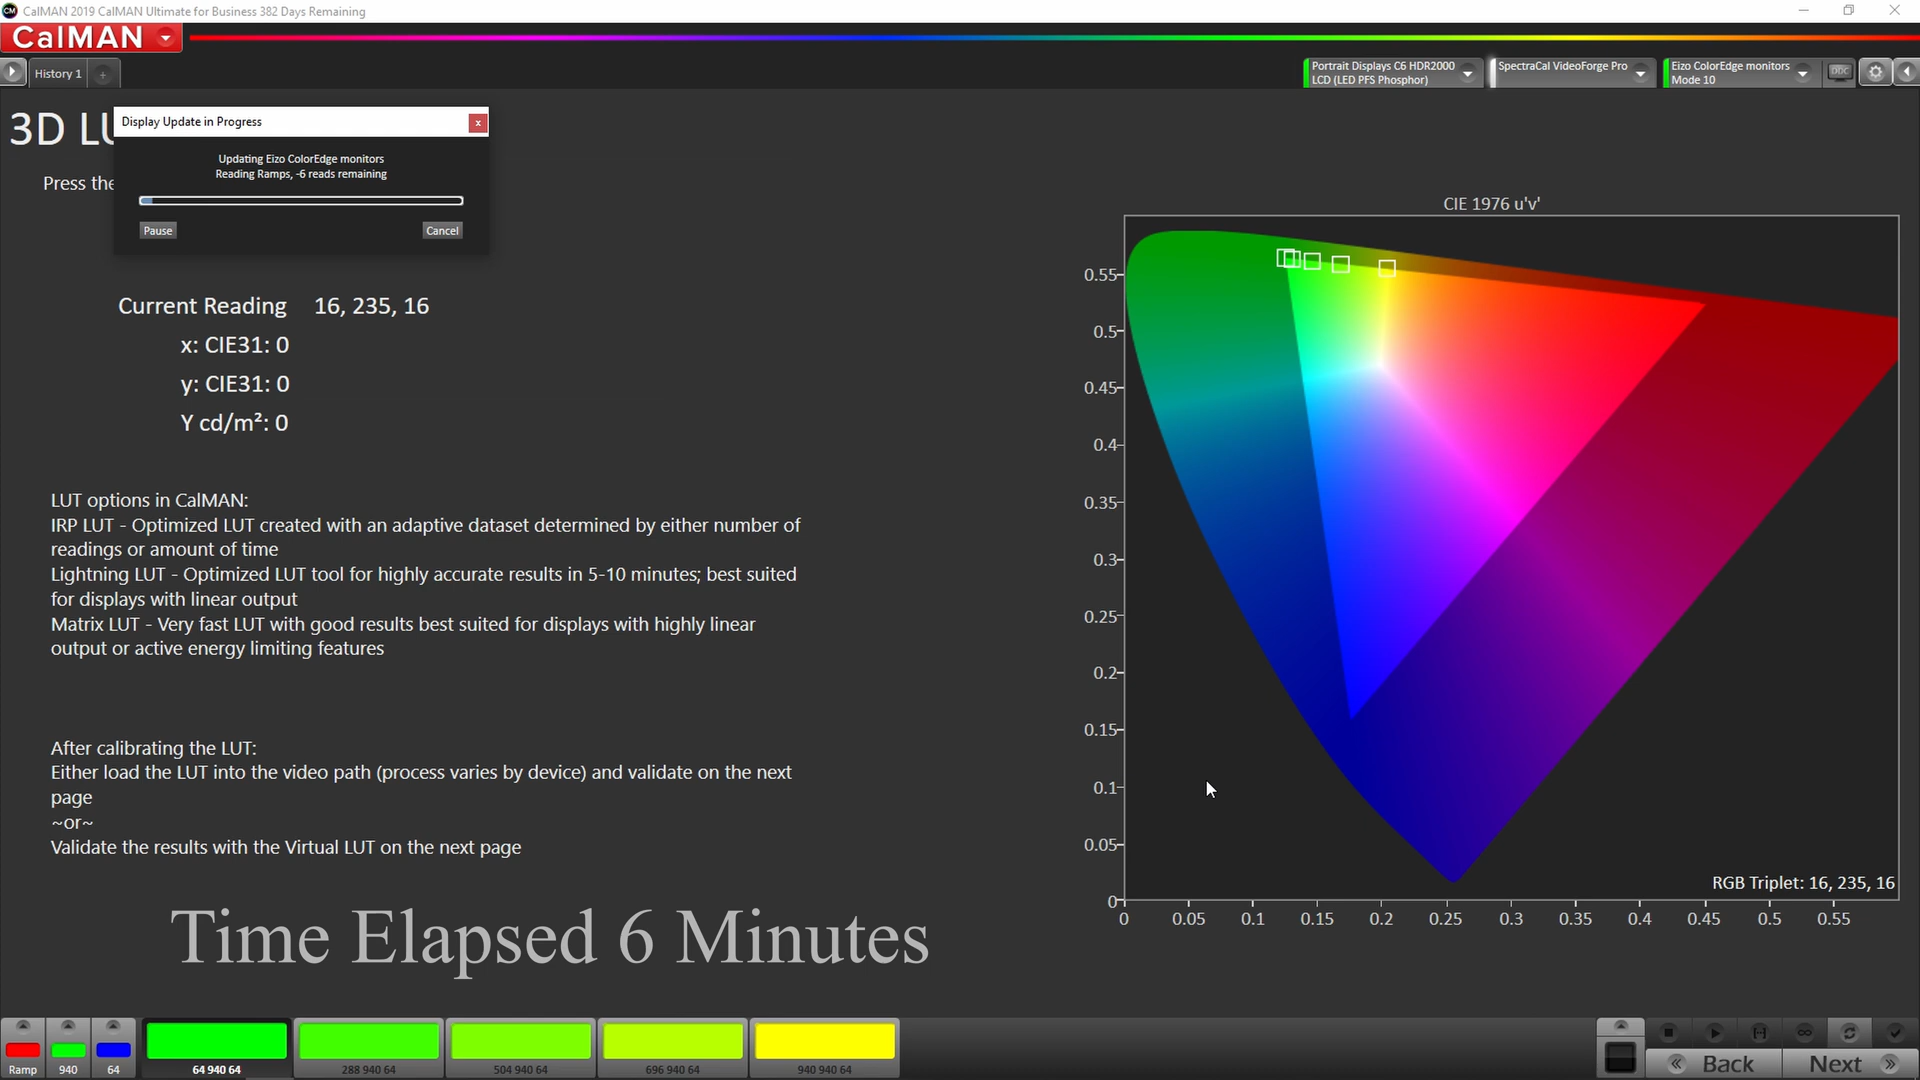 CalMAN 2019 CalMAN Ultimate for Business 382 Days Remaining
CalMAN
History 1
Portrait Displays C6 HDR2000
LCD (LED PFS Phosphor)
SpectraCal VideoForge Pro
Eizo ColorEdge monitors
Mode 10
DDC
3D LU
Display Update in Progress
Updating Eizo ColorEdge monitors
Reading Ramps, -6 reads remaining
Pause
Cancel
Press the
Current Reading 16, 235, 16
x: CIE31: 0
y: CIE31: 0
Y cd/m²: 0
LUT options in CalMAN:
IRP LUT - Optimized LUT created with an adaptive dataset determined by either number of
readings or amount of time
Lightning LUT - Optimized LUT tool for highly accurate results in 5-10 minutes; best suited
for displays with linear output
Matrix LUT - Very fast LUT with good results best suited for displays with highly linear
output or active energy limiting features
After calibrating the LUT:
Either load the LUT into the video path (process varies by device) and validate on the next
page
~or~
Validate the results with the Virtual LUT on the next page
CIE 1976 u'v'
0.55
0.5
0.45
0.4
0.35
0.3
0.25
0.2
0.15
0.1
0.05
0
0 0.05 0.1 0.15 0.2 0.25 0.3 0.35 0.4 0.45 0.5 0.55
RGB Triplet: 16, 235, 16
Time Elapsed 6 Minutes
Ramp 940 64
64 940 64
288 940 64
504 940 64
696 940 64
940 940 64
Back
Next